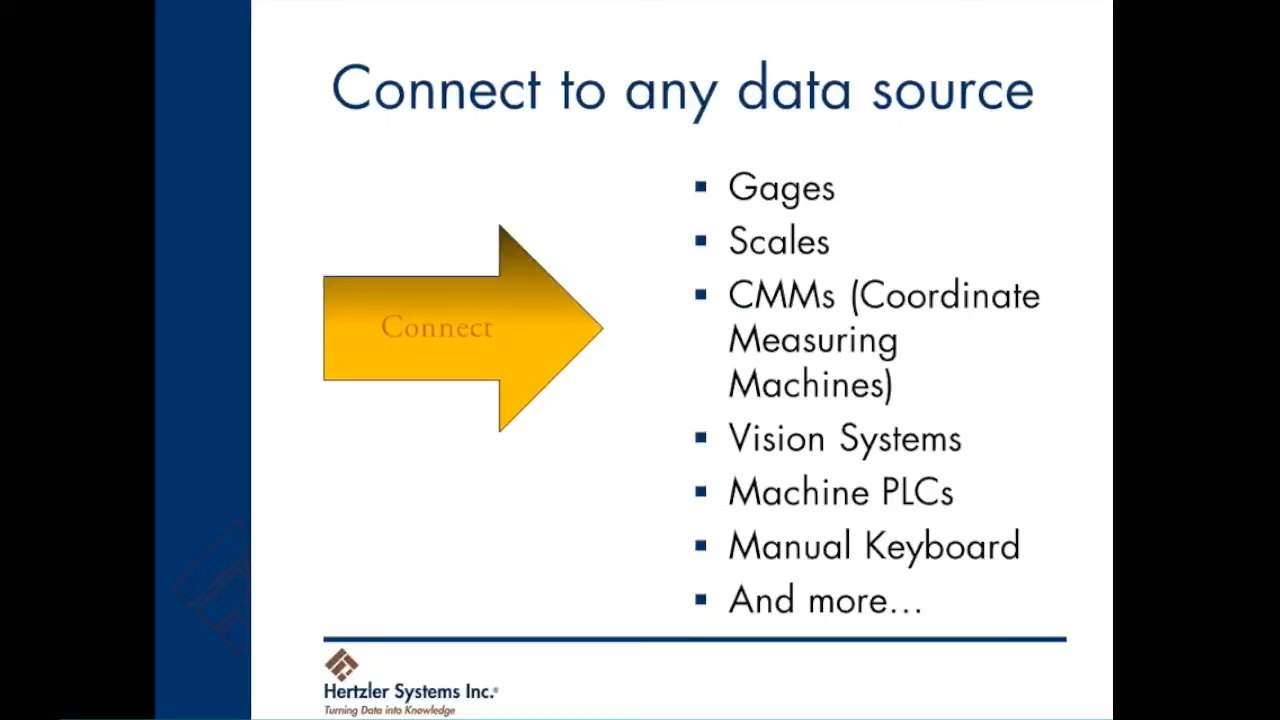 Connect to any data source
Connect
▪ Gages
▪ Scales
▪ CMMs (Coordinate
Measuring
Machines)
▪ Vision Systems
▪ Machine PLCs
▪ Manual Keyboard
▪ And more...
Hertzler Systems Inc.®
Turning Data into Knowledge